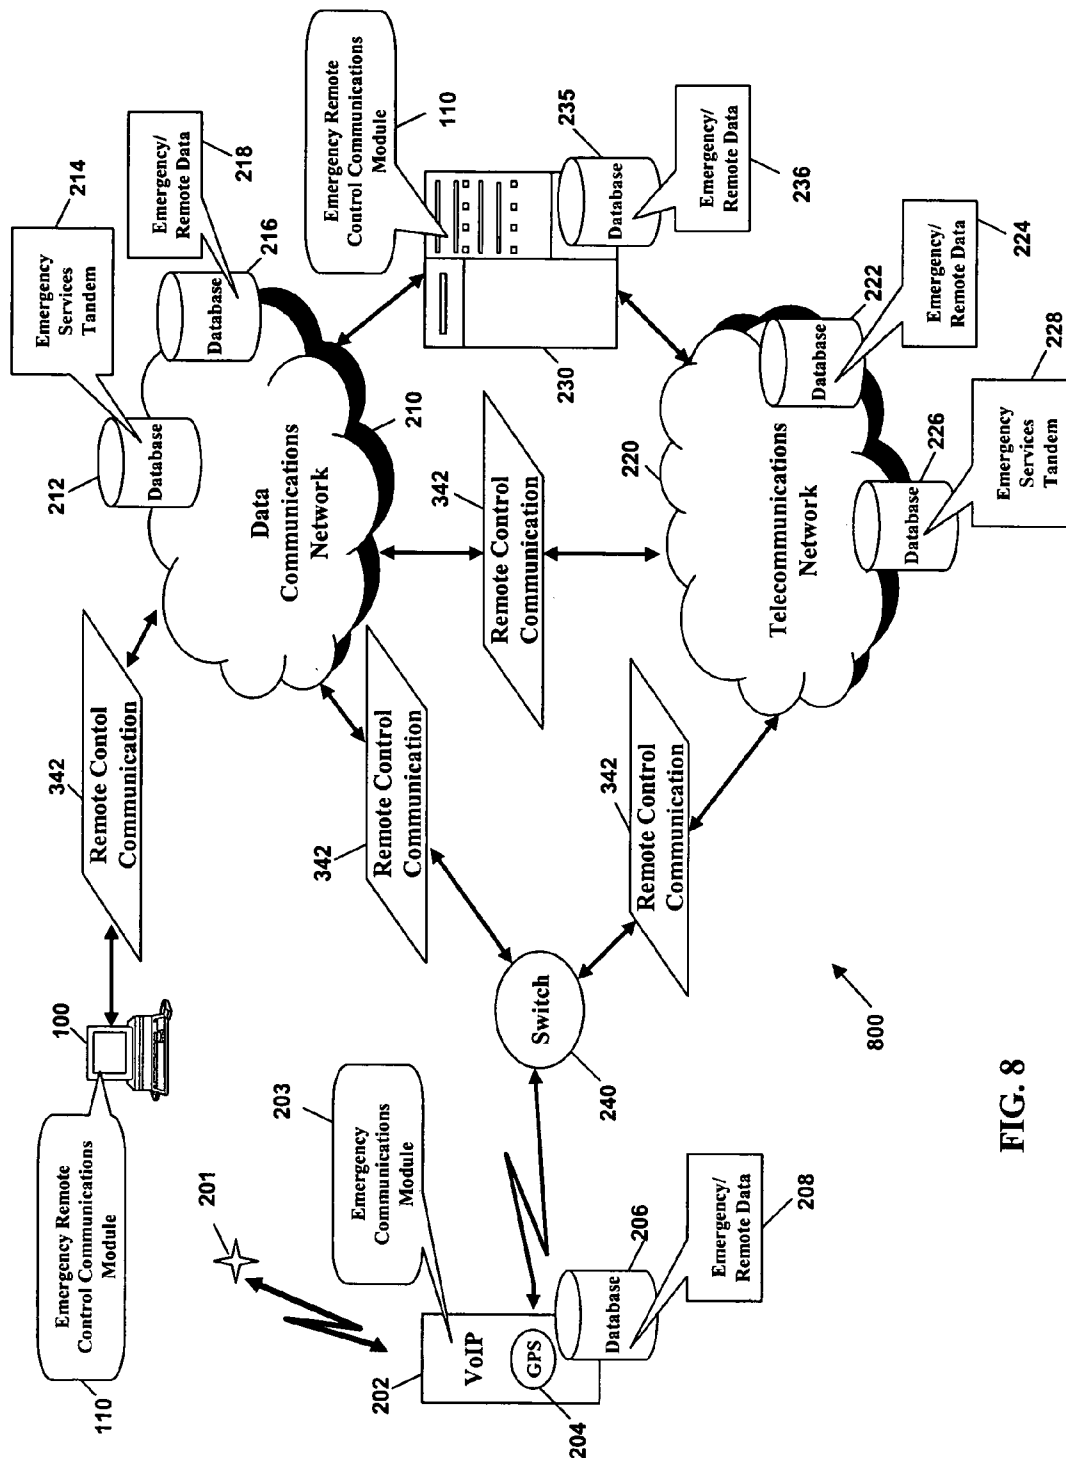 Emergency Remote
Control Communications
Module
110
100
342
Remote Contol
Communication
212
Database
Emergency
Services
Tandem
214
Database
216
Emergency/
Remote Data
218
201
Data
Communications
Network
210
Emergency Remote
Control Communications
Module
110
203
Emergency
Communications
Module
342
Remote Control
Communication
202
VoIP
GPS
204
Database
206
Emergency/
Remote Data
208
Switch
240
342
Remote Control
Communication
230
Database
235
Emergency/
Remote Data
236
342
Remote Control
Communication
220
Telecommunications
Network
Database
222
Emergency/
Remote Data
224
Database
226
Emergency
Services
Tandem
228
800
FIG. 8